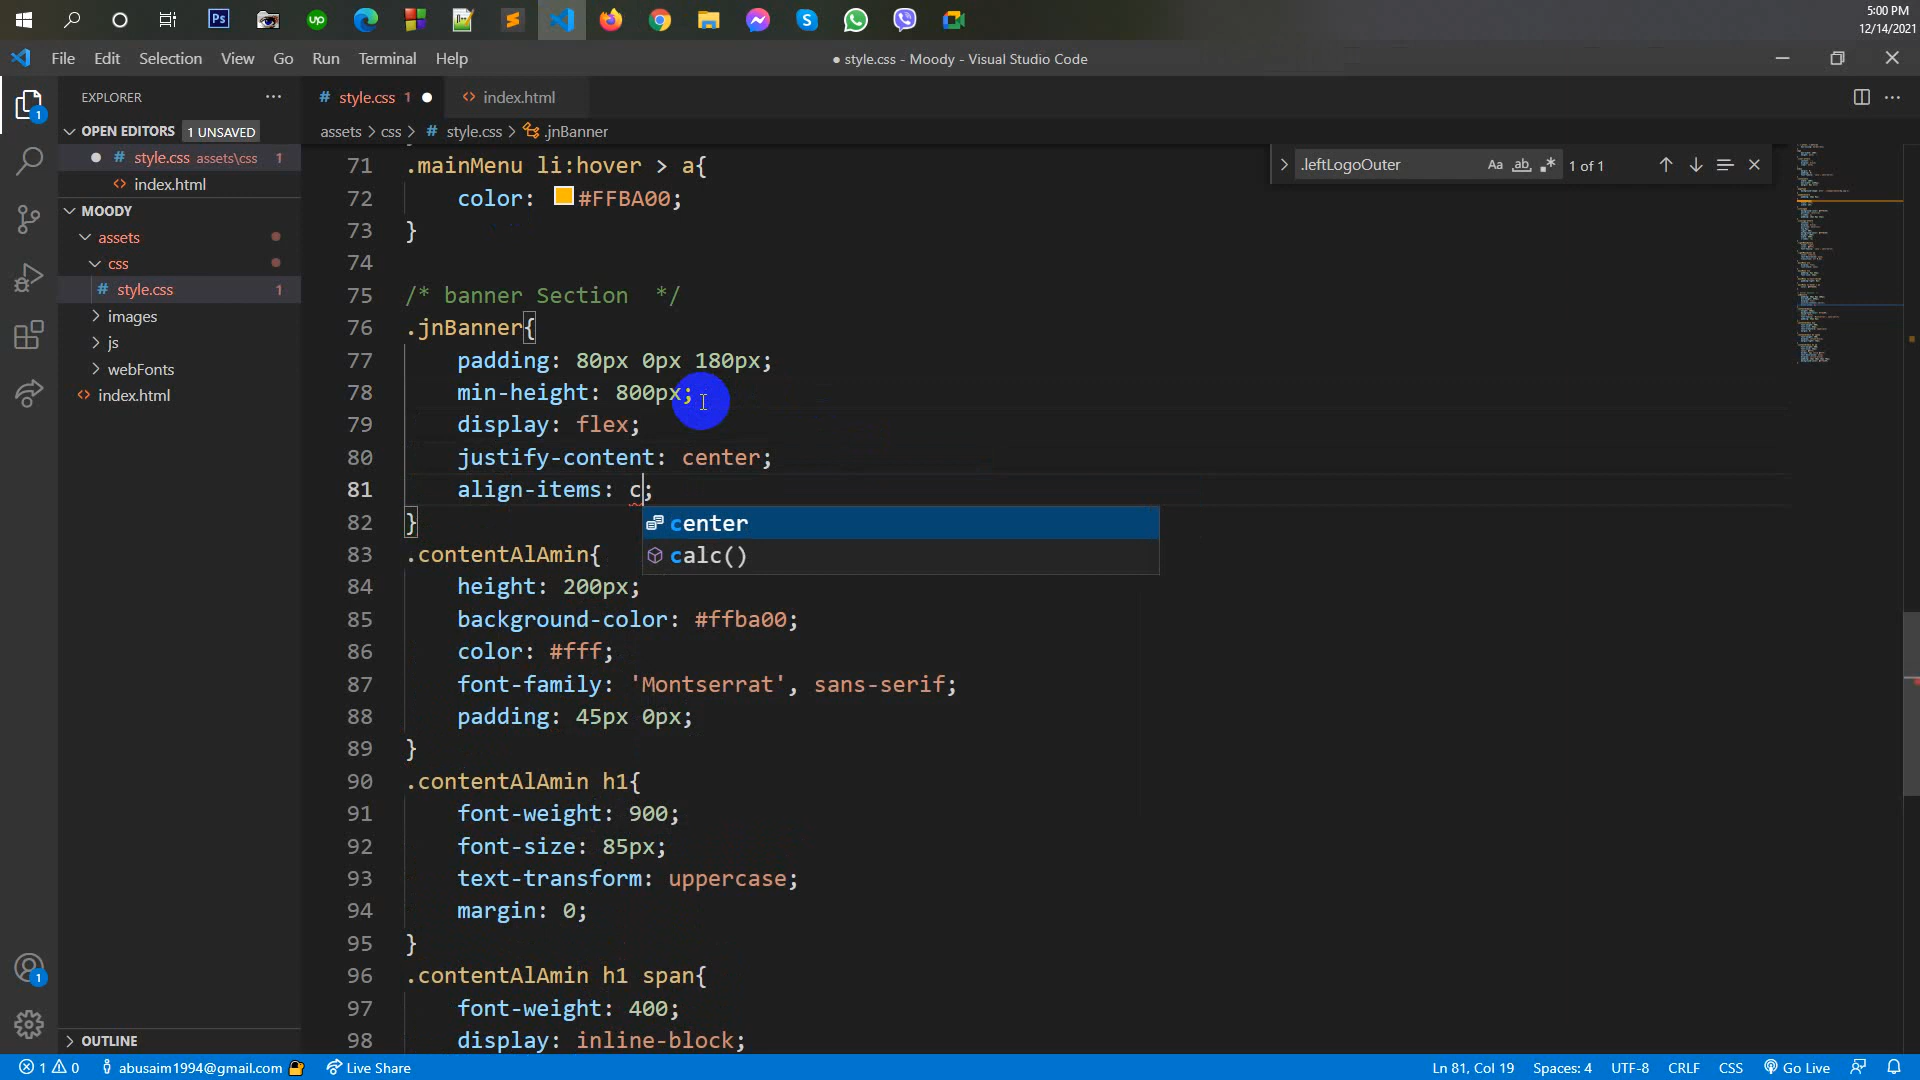 Ps
up
5:00 PM
12/14/2021
File Edit Selection View Go Run Terminal Help
● style.css - Moody - Visual Studio Code
EXPLORER
# style.css 1 ●
<> index.html
OPEN EDITORS 1 UNSAVED
assets > css > # style.css > .jnBanner
● # style.css assets\css 1
<> index.html
MOODY
assets
css
# style.css 1
images
js
webFonts
<> index.html
.leftLogoOuter Aa ab .* 1 of 1
71 .mainMenu li:hover > a{
72 color: #FFBA00;
73 }
74
75 /* banner Section  */
76 .jnBanner{
77 padding: 80px 0px 180px;
78 min-height: 800px;
79 display: flex;
80 justify-content: center;
81 align-items: c;
center
calc()
82 }
83 .contentAlAmin{
84 height: 200px;
85 background-color: #ffba00;
86 color: #fff;
87 font-family: 'Montserrat', sans-serif;
88 padding: 45px 0px;
89 }
90 .contentAlAmin h1{
91 font-weight: 900;
92 font-size: 85px;
93 text-transform: uppercase;
94 margin: 0;
95 }
96 .contentAlAmin h1 span{
97 font-weight: 400;
98 display: inline-block;
1
1
OUTLINE
1 0 abusaim1994@gmail.com Live Share
Ln 81, Col 19 Spaces: 4 UTF-8 CRLF CSS Go Live